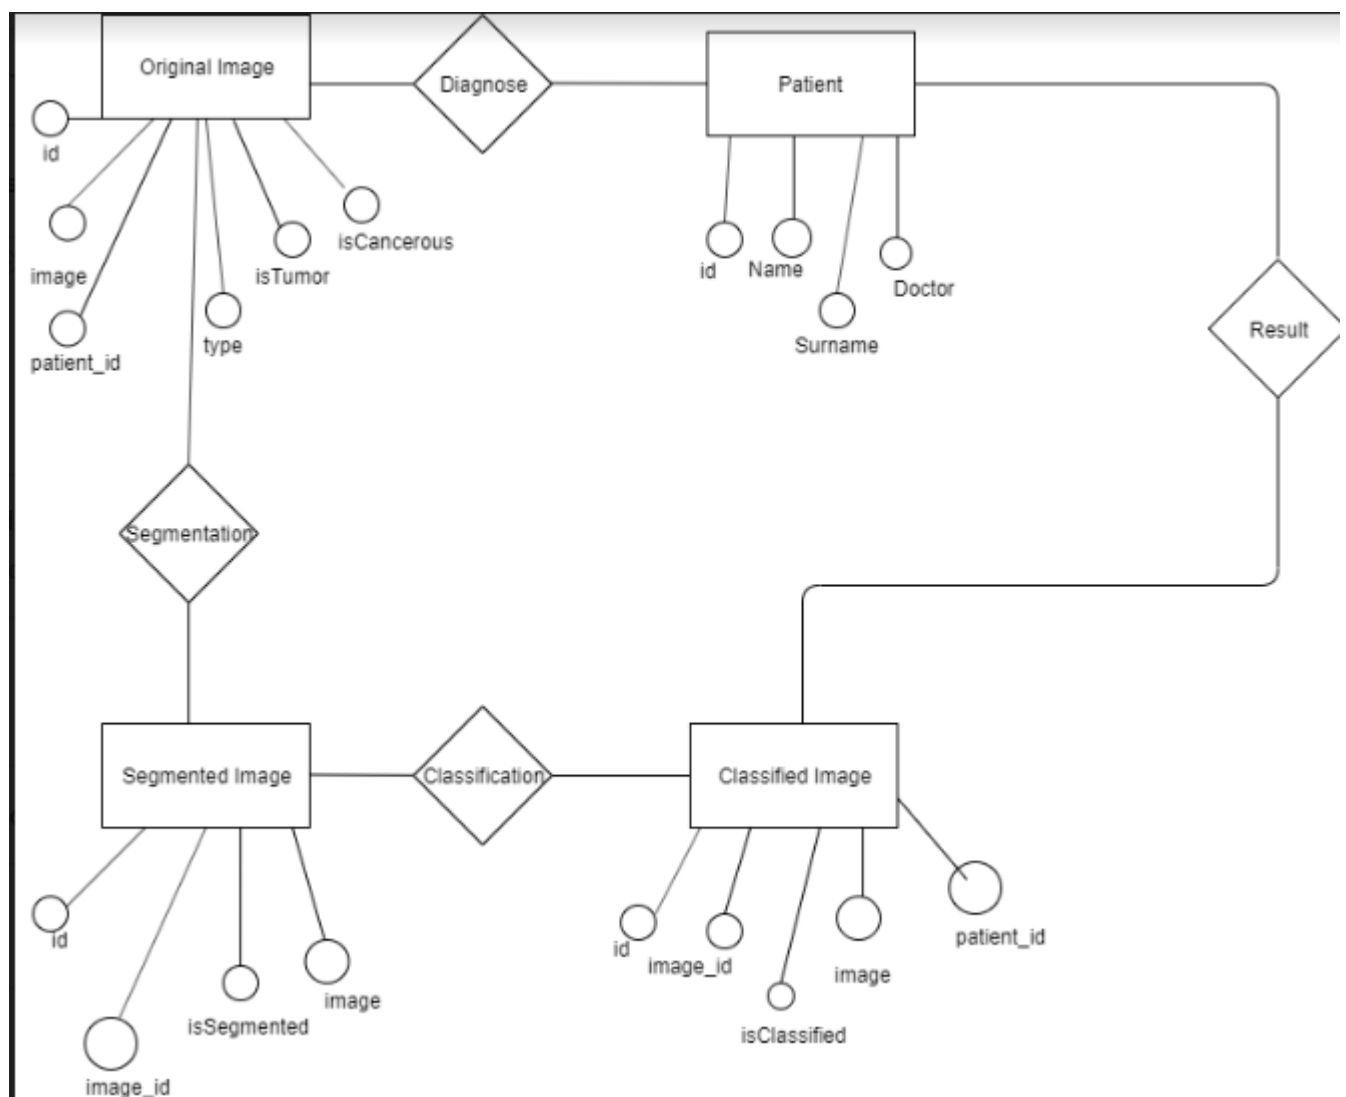 Original Image
Diagnose
Patient
id
image
patient_id
type
isTumor
isCancerous
id
Name
Surname
Doctor
Result
Segmentation
Segmented Image
Classification
Classified Image
id
image_id
isSegmented
image
id
image_id
isClassified
image
patient_id